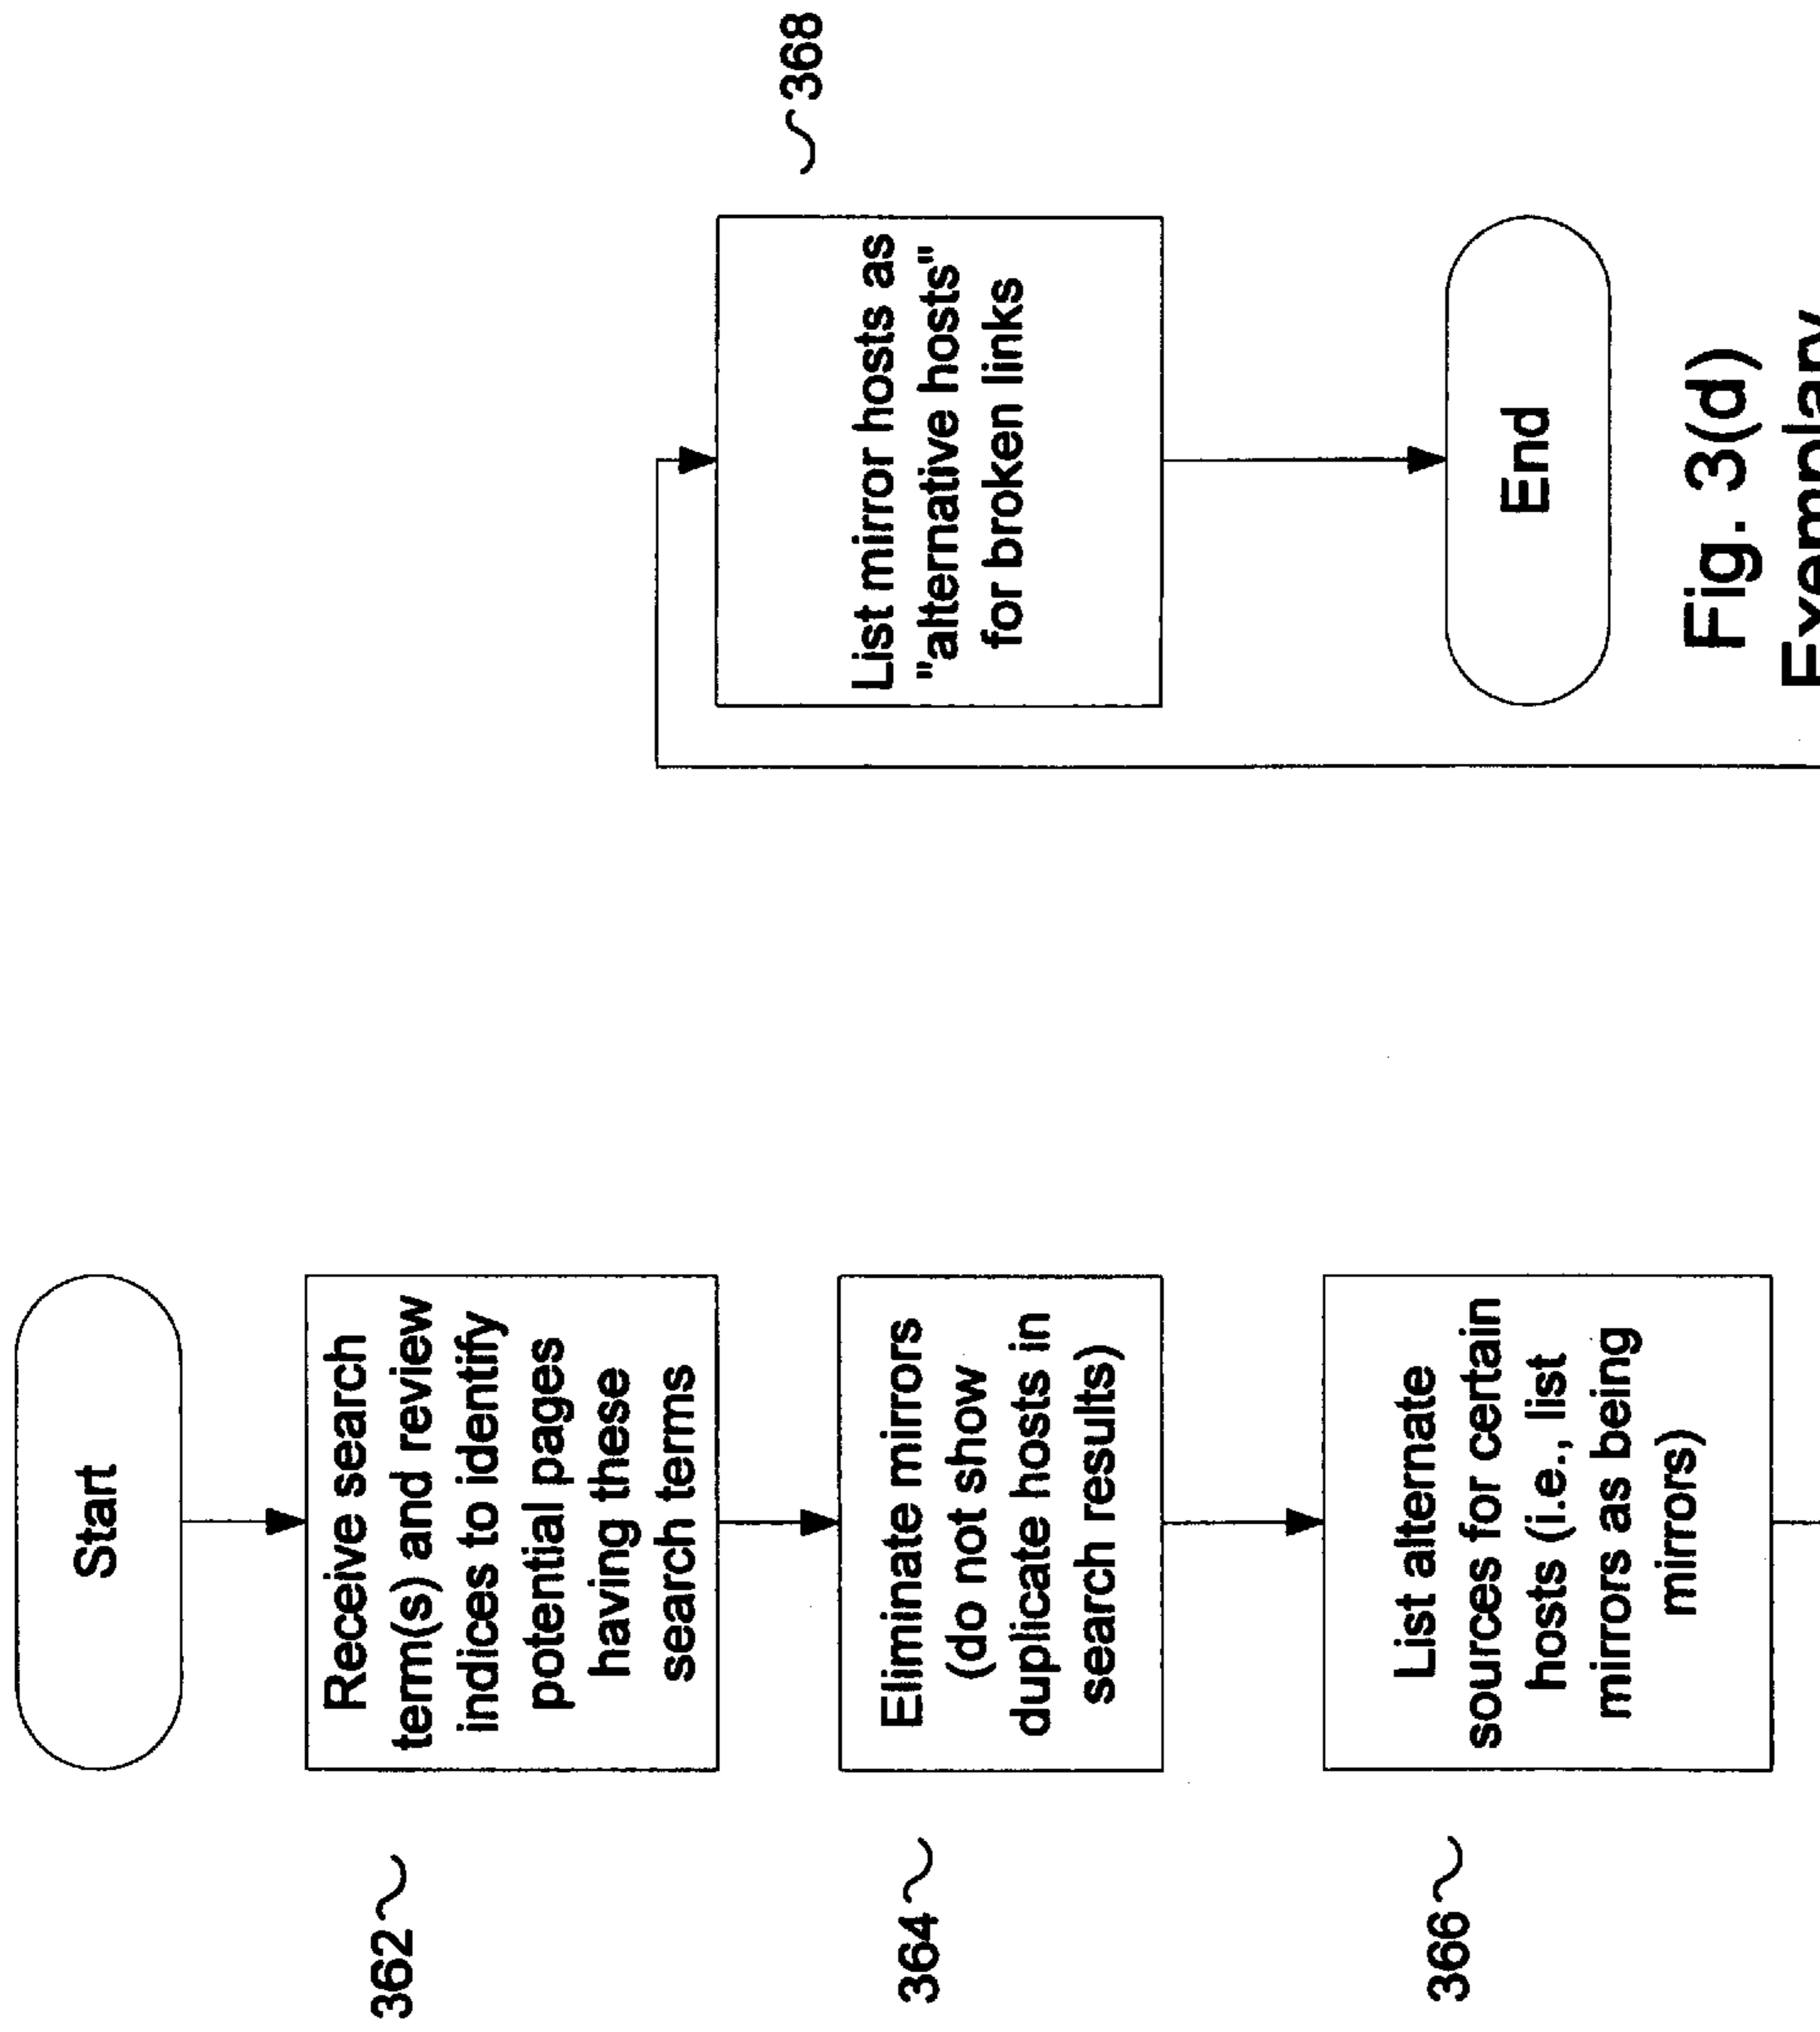 Start
362
Receive search
term(s) and review
indices to identify
potential pages
having these
search terms
364
Eliminate mirrors
(do not show
duplicate hosts in
search results)
366
List alternate
sources for certain
hosts (i.e., list
mirrors as being
mirrors)
368
List mirror hosts as
"alternative hosts"
for broken links
End
Fig. 3(d)
Exemplary